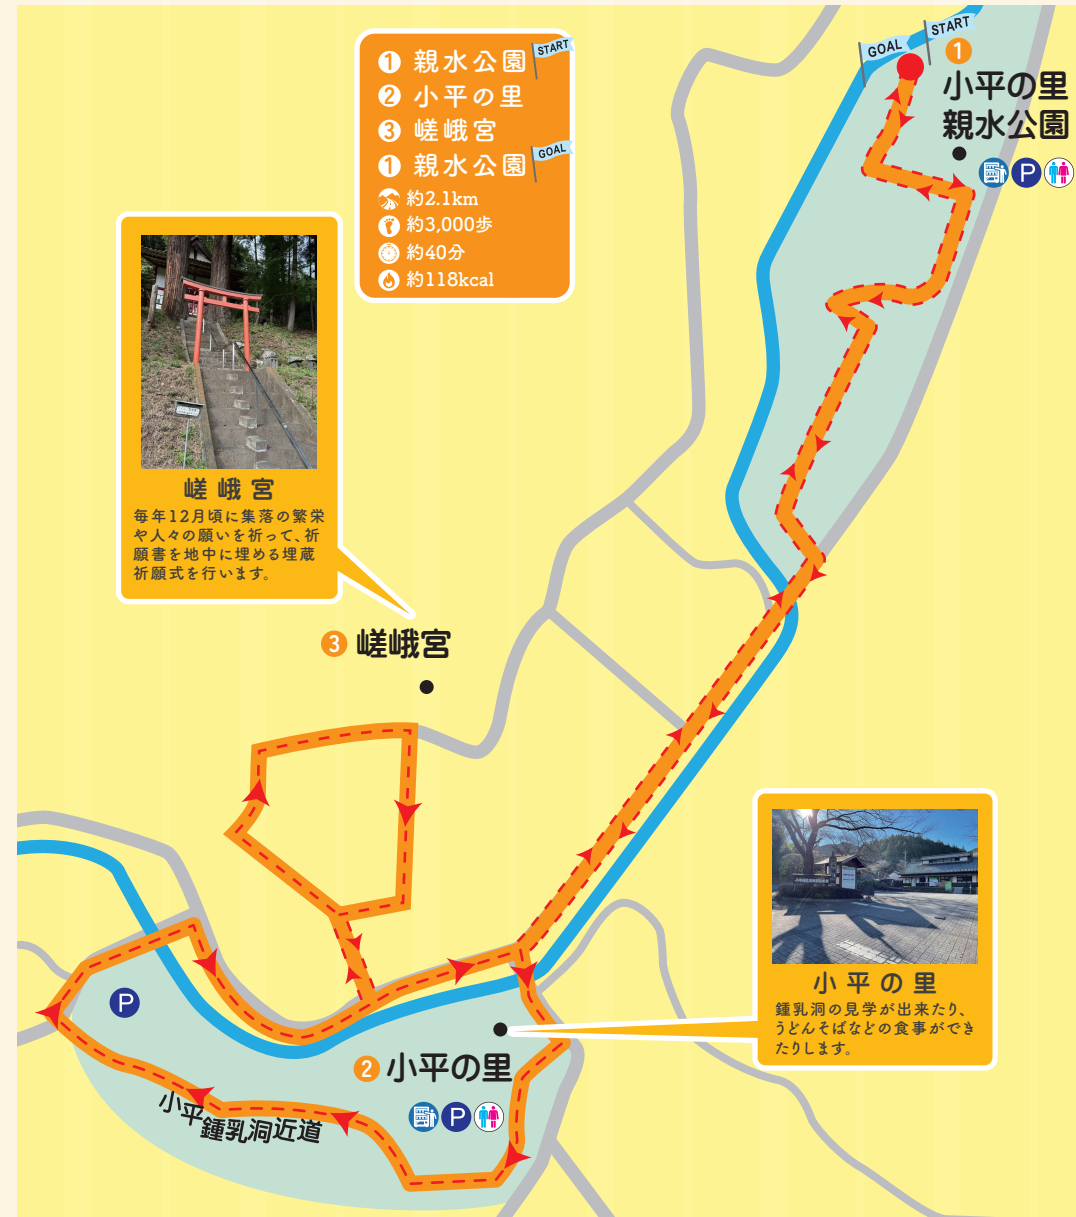 ① 親水公園 START
② 小平の里
③ 嵯峨宮
① 親水公園 GOAL
約2.1km
約3,000歩
約40分
約118kcal
GOAL
START
①
小平の里
親水公園
P
嵯峨宮
毎年12月頃に集落の繁栄
や人々の願いを祈って、祈
願書を地中に埋める埋蔵
祈願式を行います。
③ 嵯峨宮
小平の里
鍾乳洞の見学が出来たり、
うどんそばなどの食事ができ
たりします。
P
② 小平の里
P
小平鍾乳洞近道